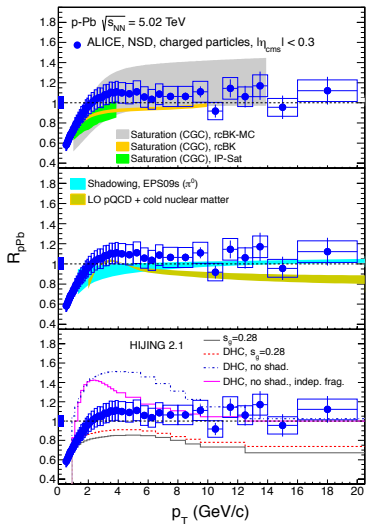 p-Pb √sNN = 5.02 TeV
ALICE, NSD, charged particles, |ηcms| < 0.3
1.8
1.6
1.4
1.2
1
0.8
0.6
0.4
Saturation (CGC), rcBK-MC
Saturation (CGC), rcBK
Saturation (CGC), IP-Sat
RpPb
1.8
1.6
1.4
1.2
1
0.8
0.6
0.4
Shadowing, EPS09s (π0)
LO pQCD + cold nuclear matter
1.8
1.6
1.4
1.2
1
0.8
0.6
0.4
HIJING 2.1
sg=0.28
DHC, sg=0.28
DHC, no shad.
DHC, no shad., indep. frag.
0 2 4 6 8 10 12 14 16 18 20
pT (GeV/c)